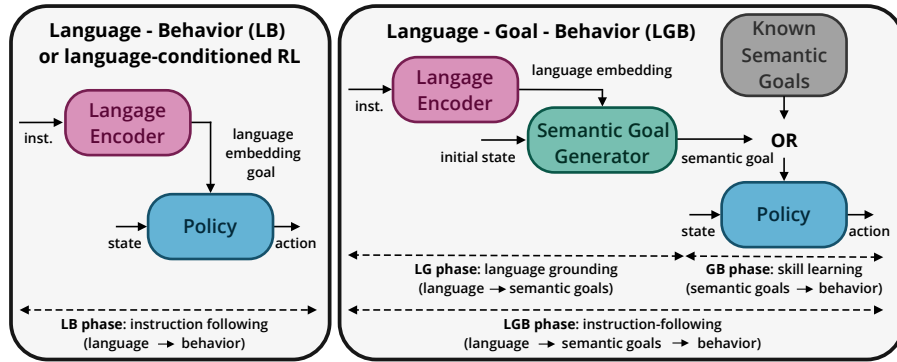 Language - Behavior (LB)
or language-conditioned RL
Langage
Encoder
inst.
language
embedding
goal
Policy
state
action
LB phase: instruction following
(language → behavior)
Language - Goal - Behavior (LGB)
Known
Semantic
Goals
Langage
Encoder
inst.
language embedding
Semantic Goal
Generator
initial state
semantic goal
OR
Policy
state
action
LG phase: language grounding
(language → semantic goals)
GB phase: skill learning
(semantic goals → behavior)
LGB phase: instruction-following
(language → semantic goals → behavior)